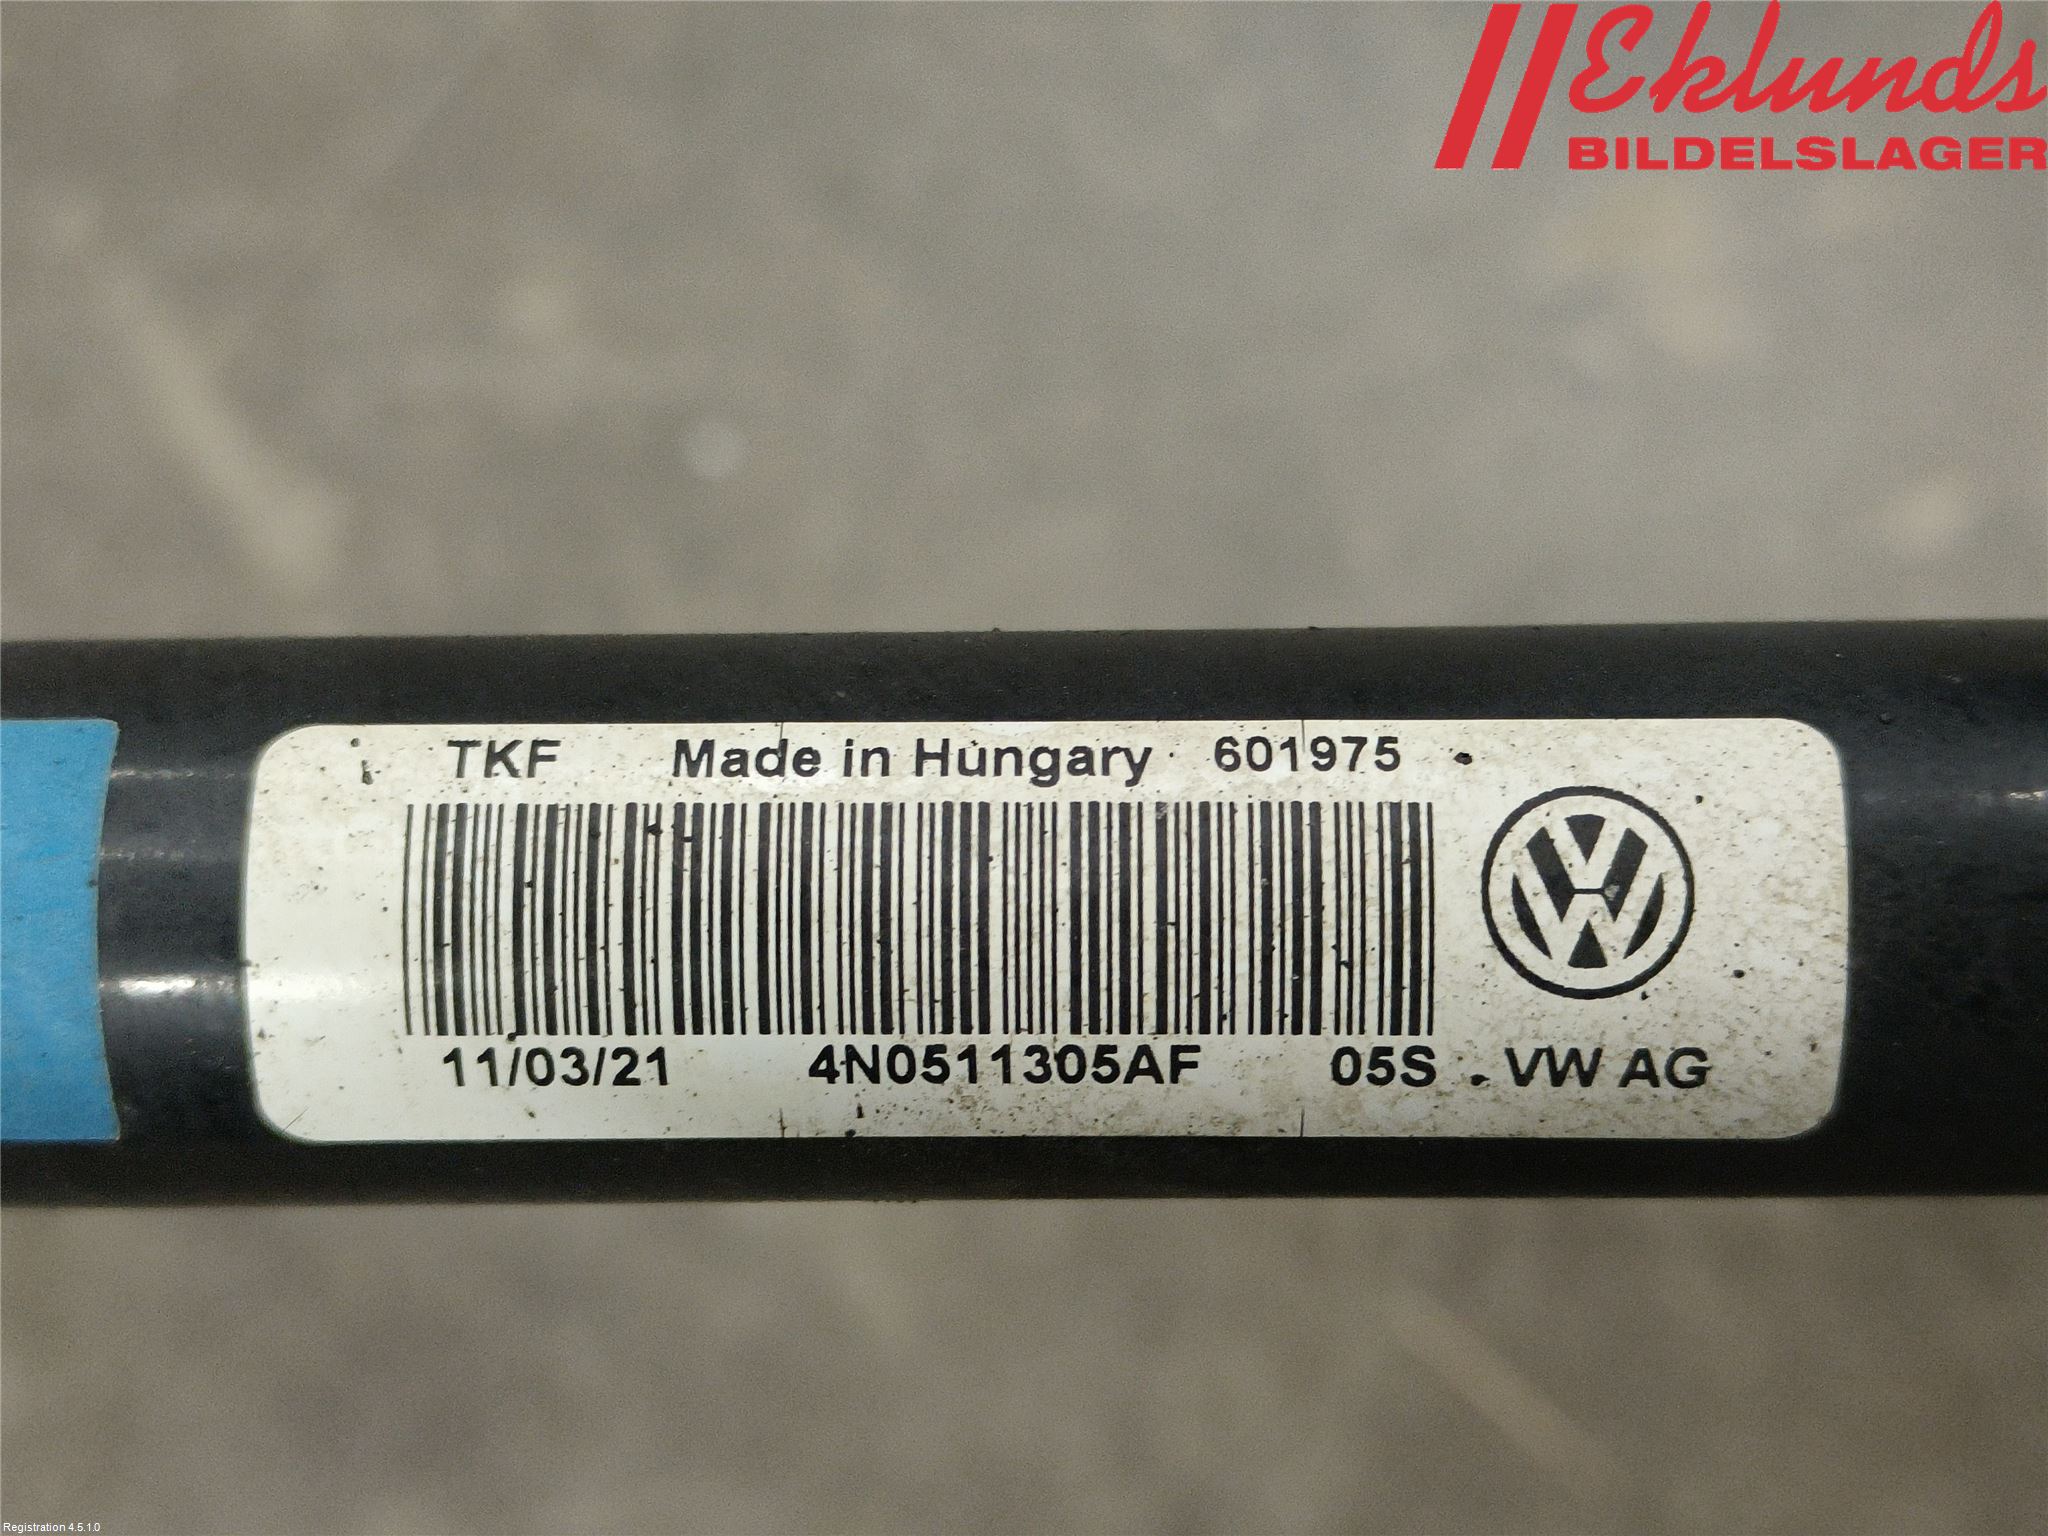 Eklunds
BILDELSLAGER
TKF Made in Hungary 601975
11/03/21 4N0511305AF 05S VW AG
Registration 4.5.1.0